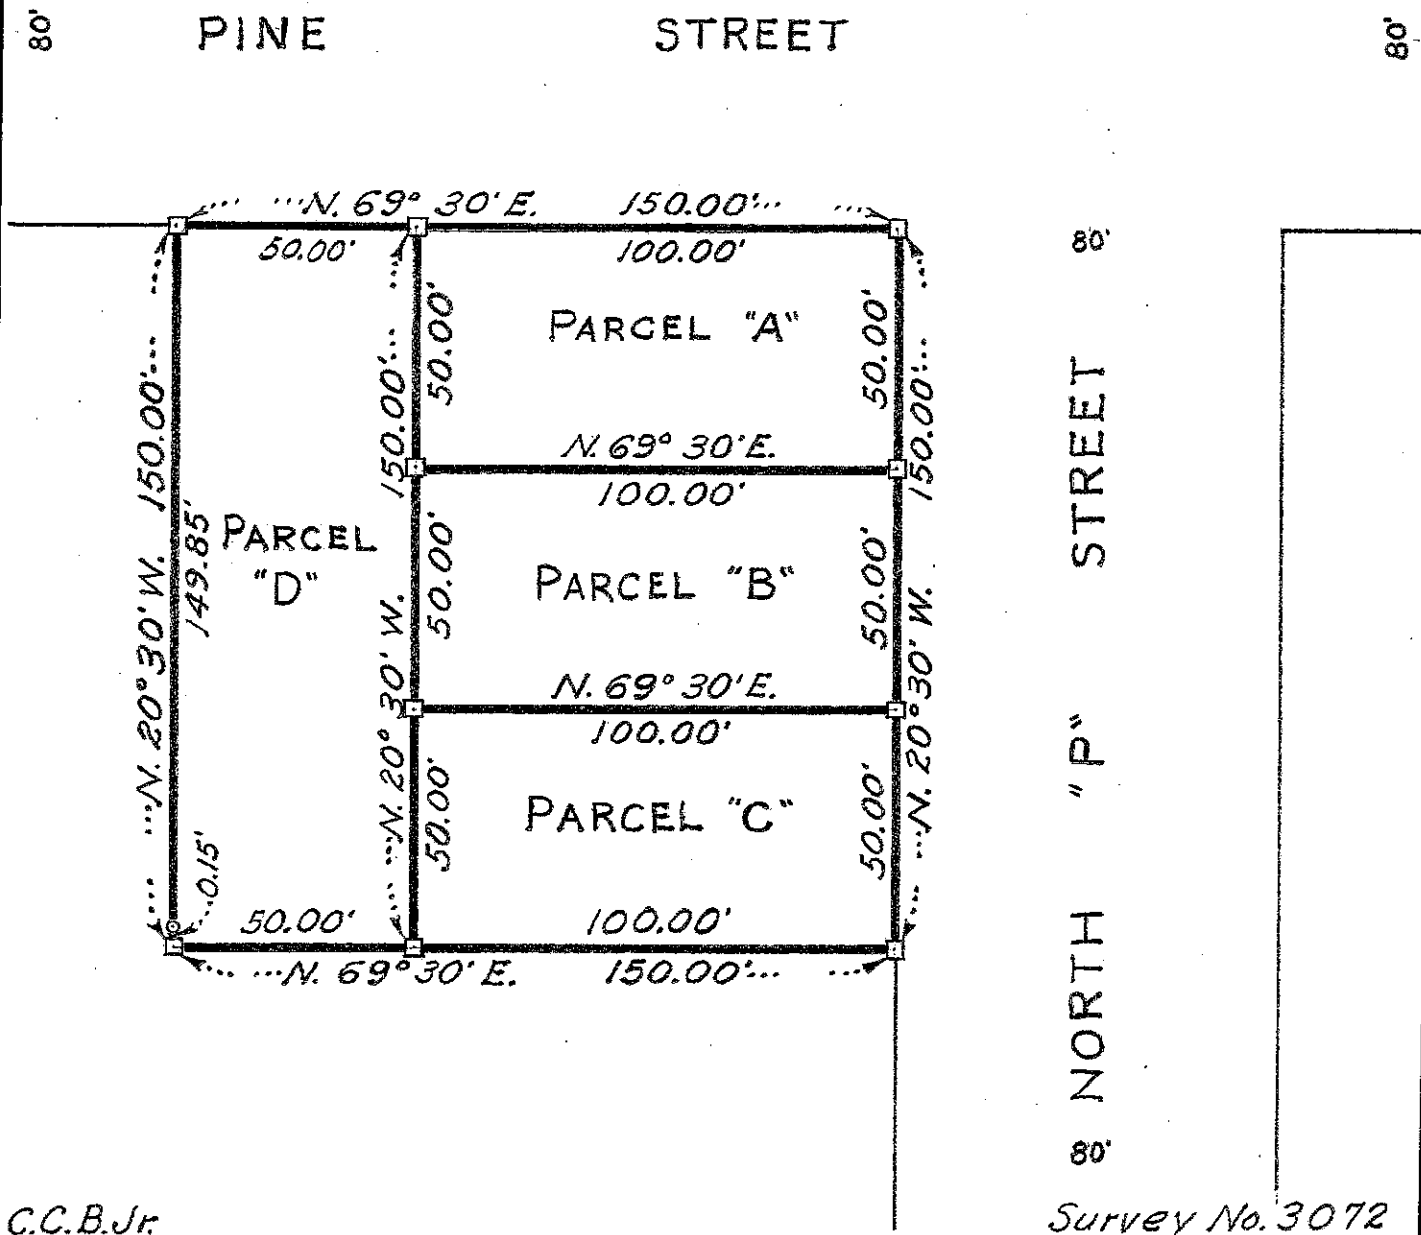 80' PINE STREET 80'
N. 69° 30' E. 150.00'
50.00' 100.00'
80'
PARCEL "A"
50.00'
50.00'
N. 20° 30' W. 150.00'
149.85'
N. 20° 30' W. 150.00'
N. 20° 30' W. 150.00'
N. 69° 30' E.
100.00'
PARCEL
"D"
PARCEL "B"
50.00'
50.00'
N. 69° 30' E.
100.00'
PARCEL "C"
50.00'
50.00'
0.15'
50.00' 100.00'
N. 69° 30' E. 150.00'
NORTH "P" STREET
80'
C.C.B.Jr.
Survey No. 3072